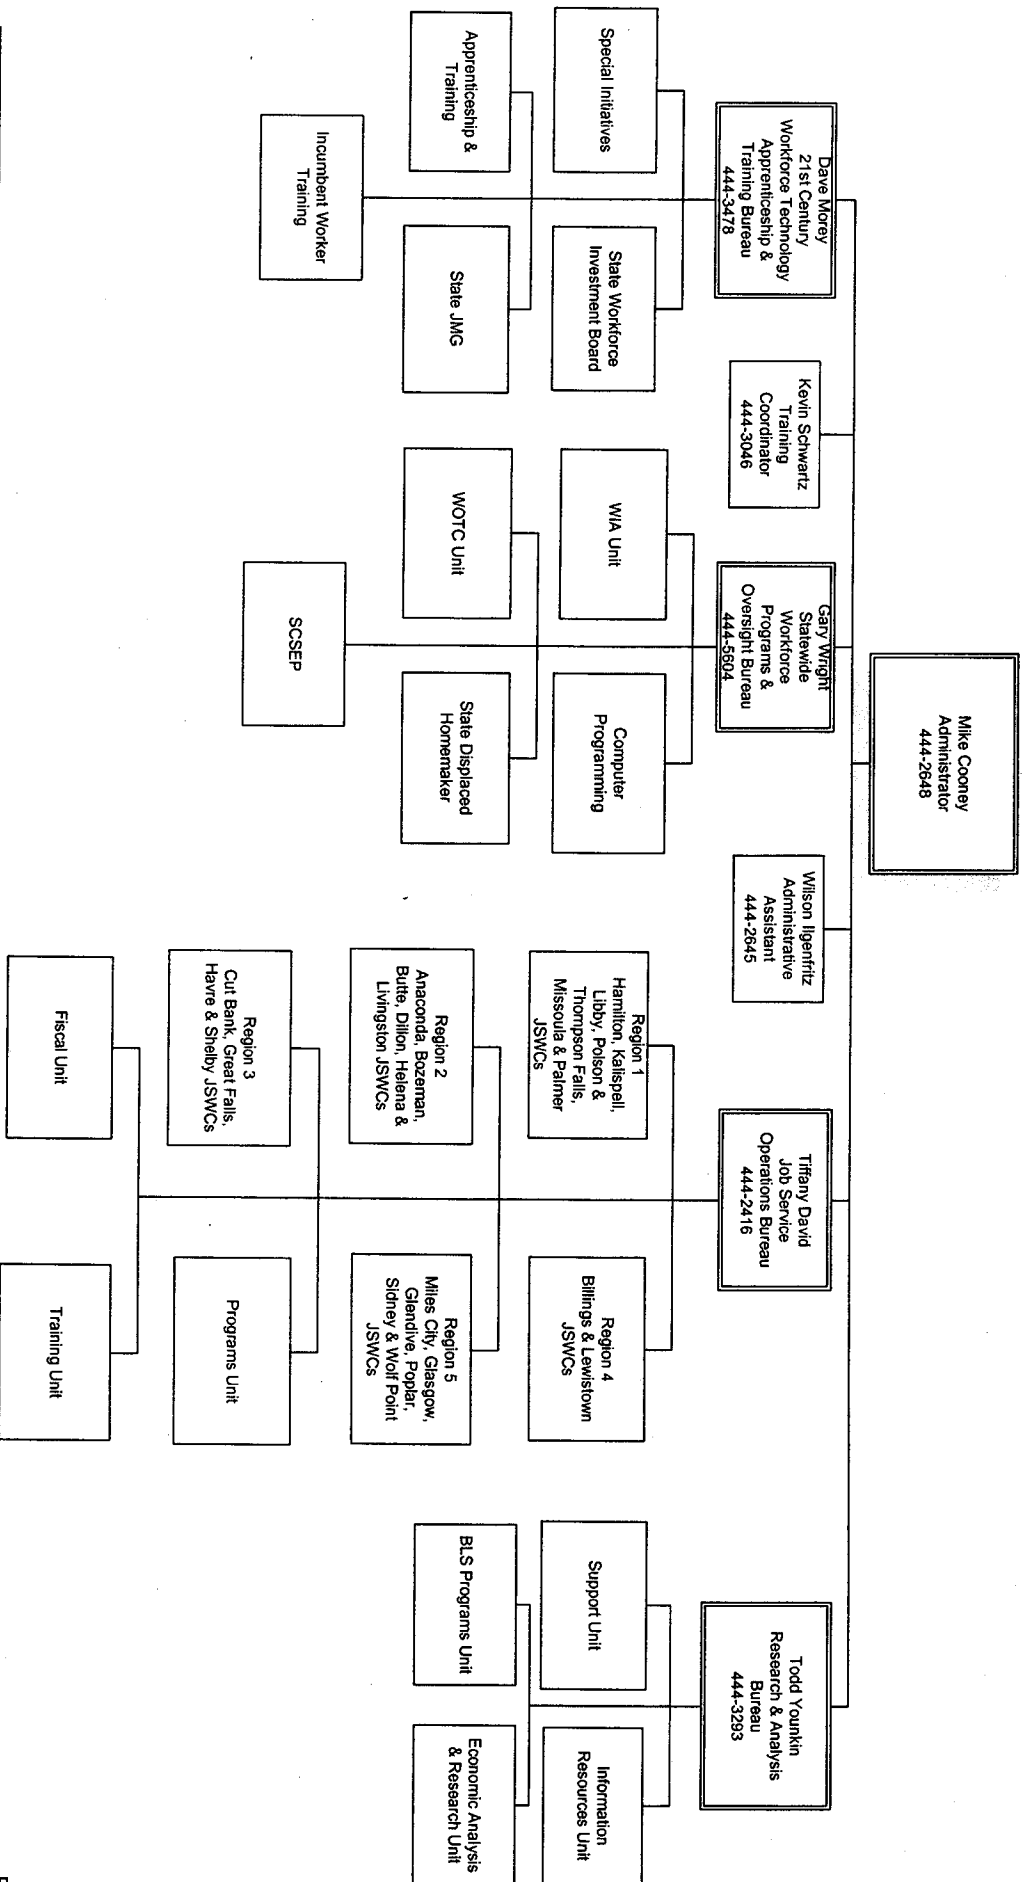 Mike Cooney
Administrator
444-2648
Dave Morey
21st Century
Workforce Technology
Apprenticeship &
Training Bureau
444-3478
Kevin Schwartz
Training
Coordinator
444-3046
Gary Wright
Statewide
Workforce
Programs &
Oversight Bureau
444-5604
Wilson Ilgenfritz
Administrative
Assistant
444-2645
Tiffany David
Job Service
Operations Bureau
444-2416
Todd Younkin
Research & Analysis
Bureau
444-3293
Special Initiatives
State Workforce
Investment Board
Apprenticeship &
Training
State JMG
Incumbent Worker
Training
WIA Unit
Computer
Programming
WOTC Unit
State Displaced
Homemaker
SCSEP
Region 1
Hamilton, Kalispell,
Libby, Polson &
Thompson Falls,
Missoula & Palmer
JSWCs
Region 4
Billings & Lewistown
JSWCs
Region 2
Anaconda, Bozeman,
Butte, Dillon, Helena &
Livingston JSWCs
Region 5
Miles City, Glasgow,
Glendive, Poplar,
Sidney & Wolf Point
JSWCs
Region 3
Cut Bank, Great Falls,
Havre & Shelby JSWCs
Programs Unit
Fiscal Unit
Training Unit
Support Unit
Information
Resources Unit
BLS Programs Unit
Economic Analysis
& Research Unit